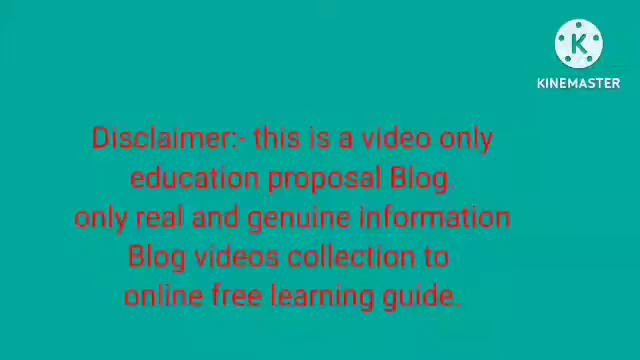 KINEMASTER
Disclaimer:- this is a video only
education proposal Blog
only real and genuine information
Blog videos collection to
online free learning guide.